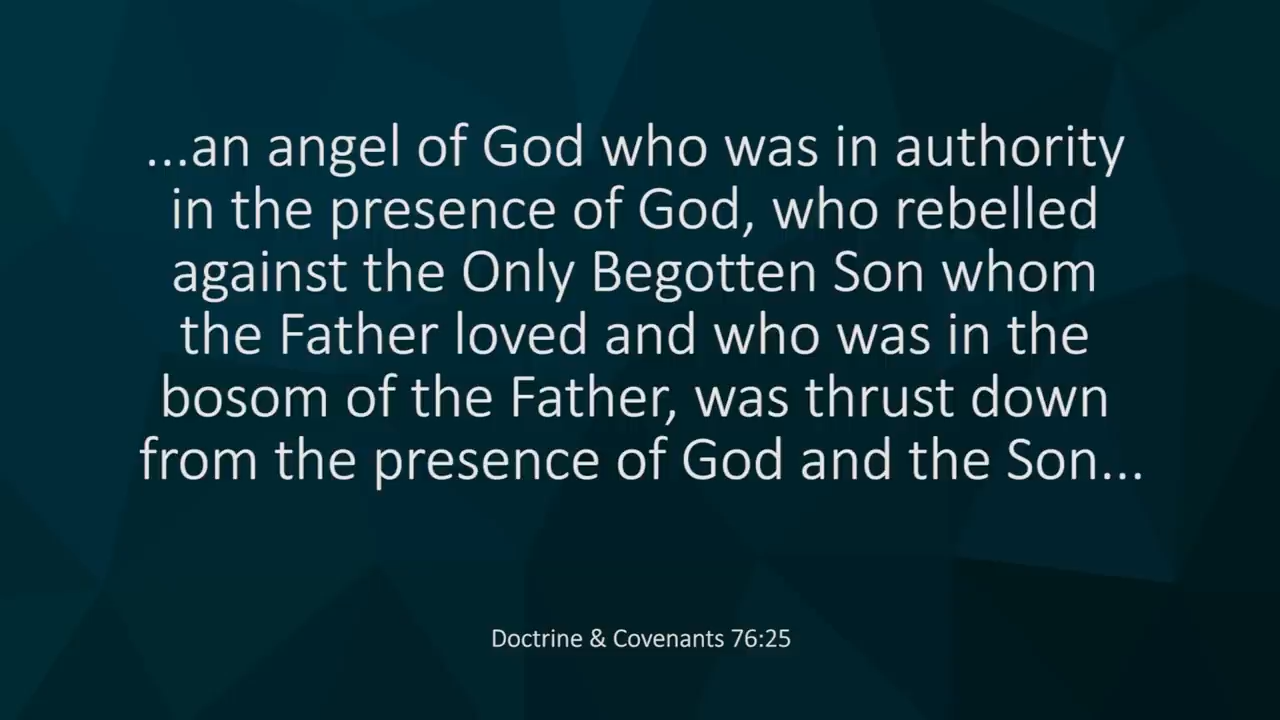 ...an angel of God who was in authority
in the presence of God, who rebelled
against the Only Begotten Son whom
the Father loved and who was in the
bosom of the Father, was thrust down
from the presence of God and the Son...
Doctrine & Covenants 76:25